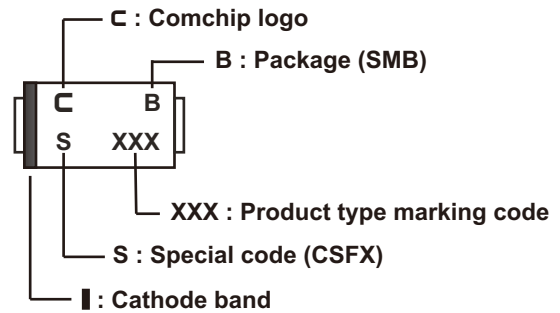 C : Comchip logo
B : Package (SMB)
C B
S XXX
XXX : Product type marking code
S : Special code (CSFX)
: Cathode band